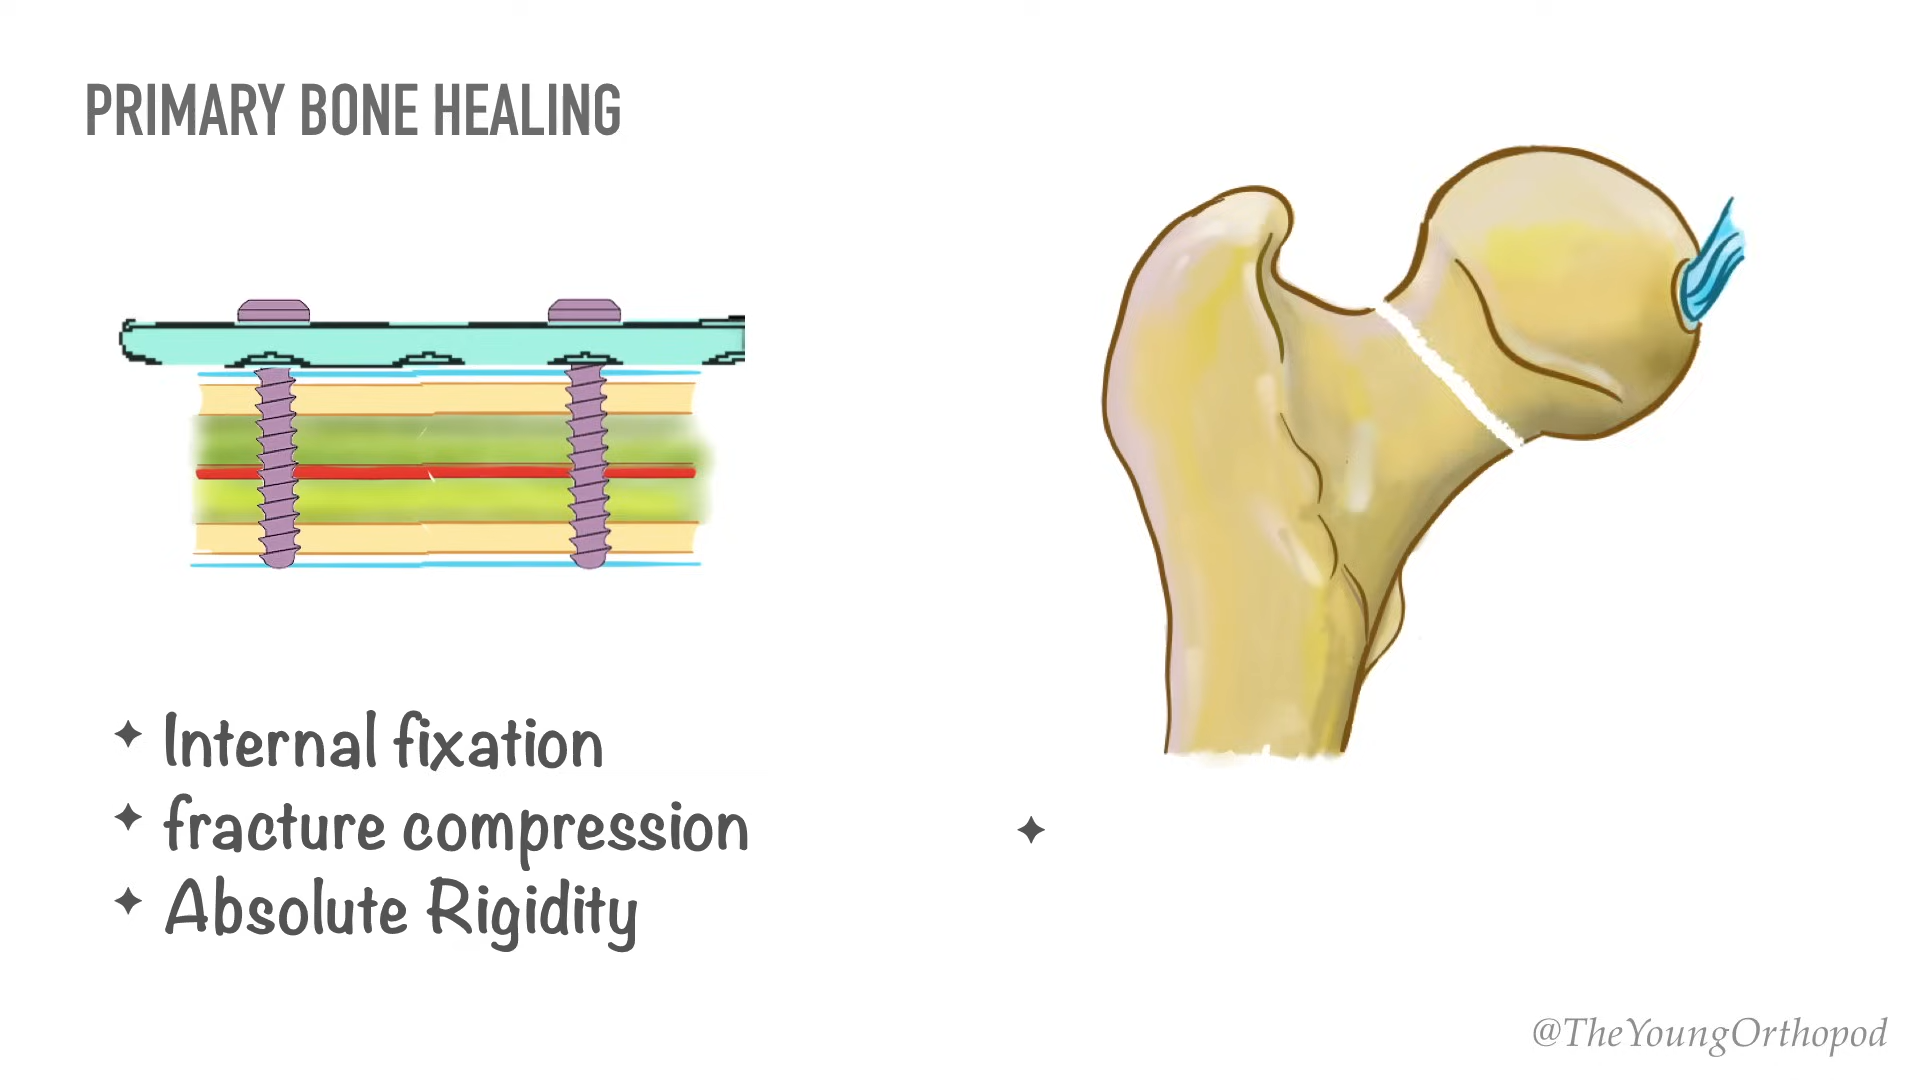 PRIMARY BONE HEALING
Internal fixation
fracture compression
Absolute Rigidity
@TheYoungOrthopod